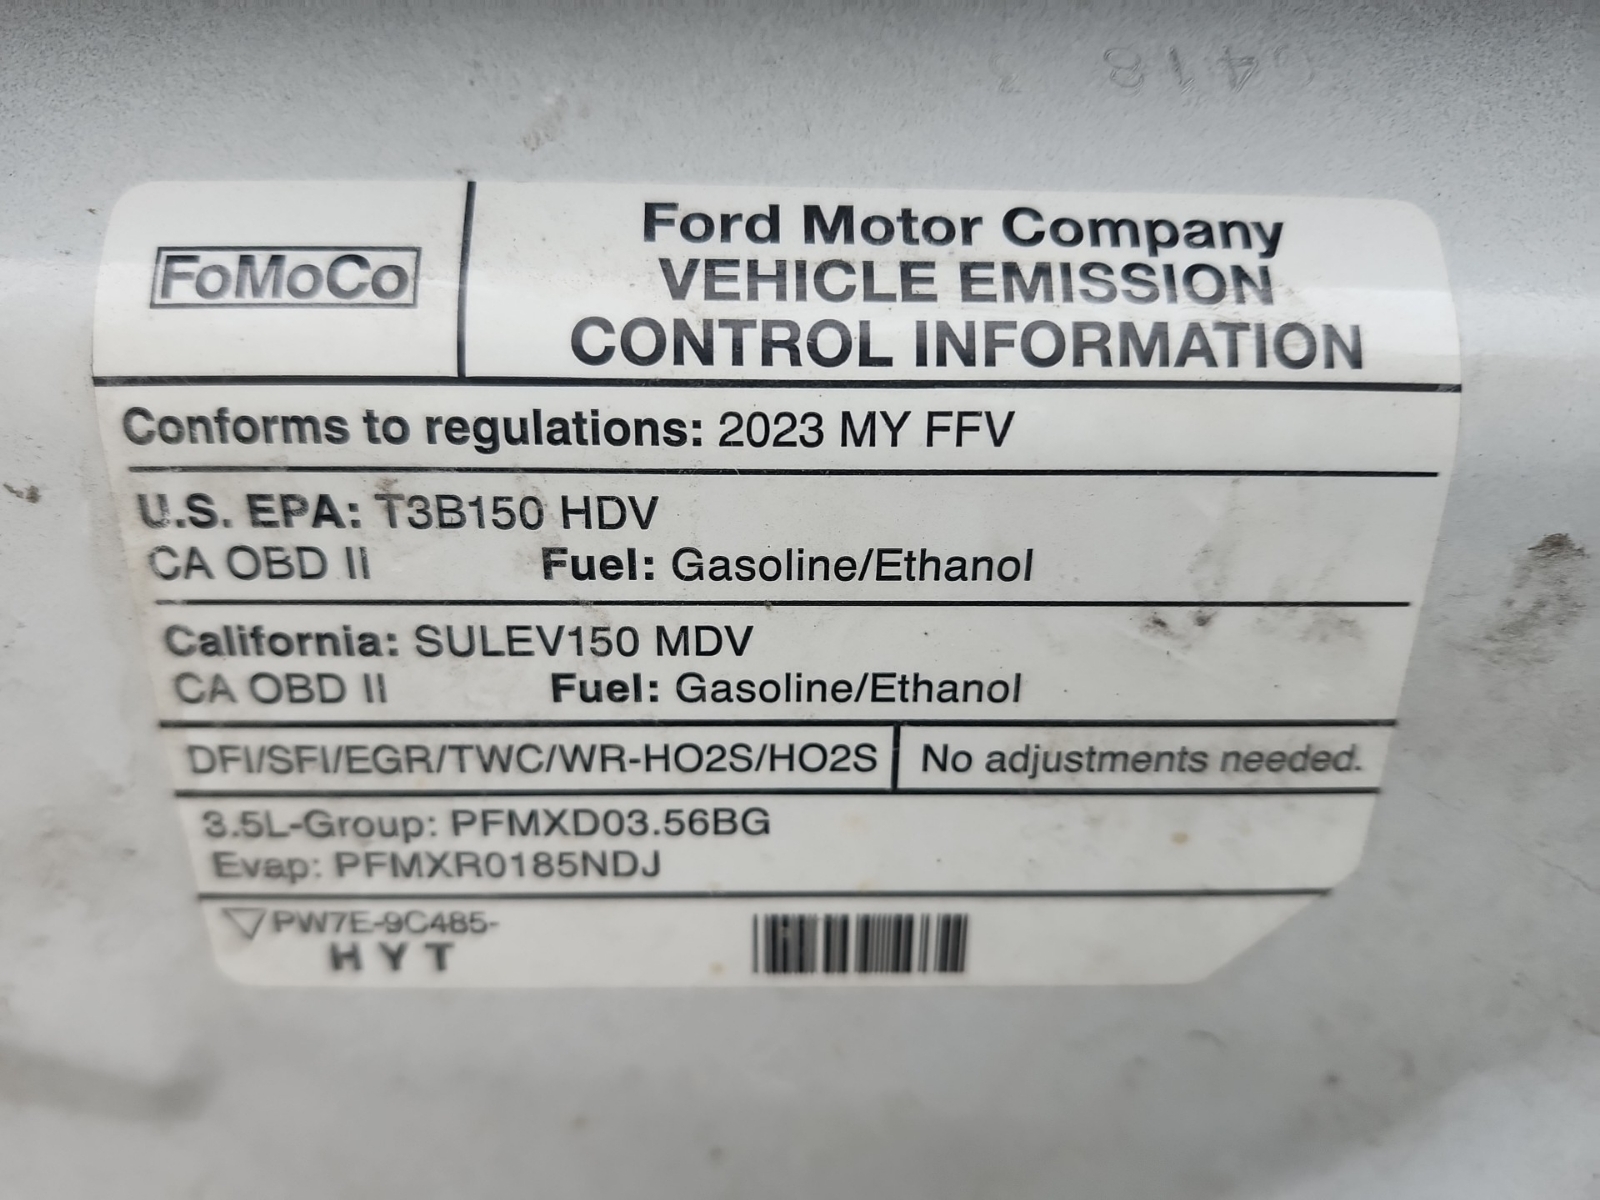 FoMoCo
Ford Motor Company
VEHICLE EMISSION
CONTROL INFORMATION
Conforms to regulations: 2023 MY FFV
U.S. EPA: T3B150 HDV
CA OBD II Fuel: Gasoline/Ethanol
California: SULEV150 MDV
CA OBD II Fuel: Gasoline/Ethanol
DFI/SFI/EGR/TWC/WR-HO2S/HO2S No adjustments needed.
3.5L-Group: PFMXD03.56BG
Evap: PFMXR0185NDJ
PW7E-9C485-
HYT